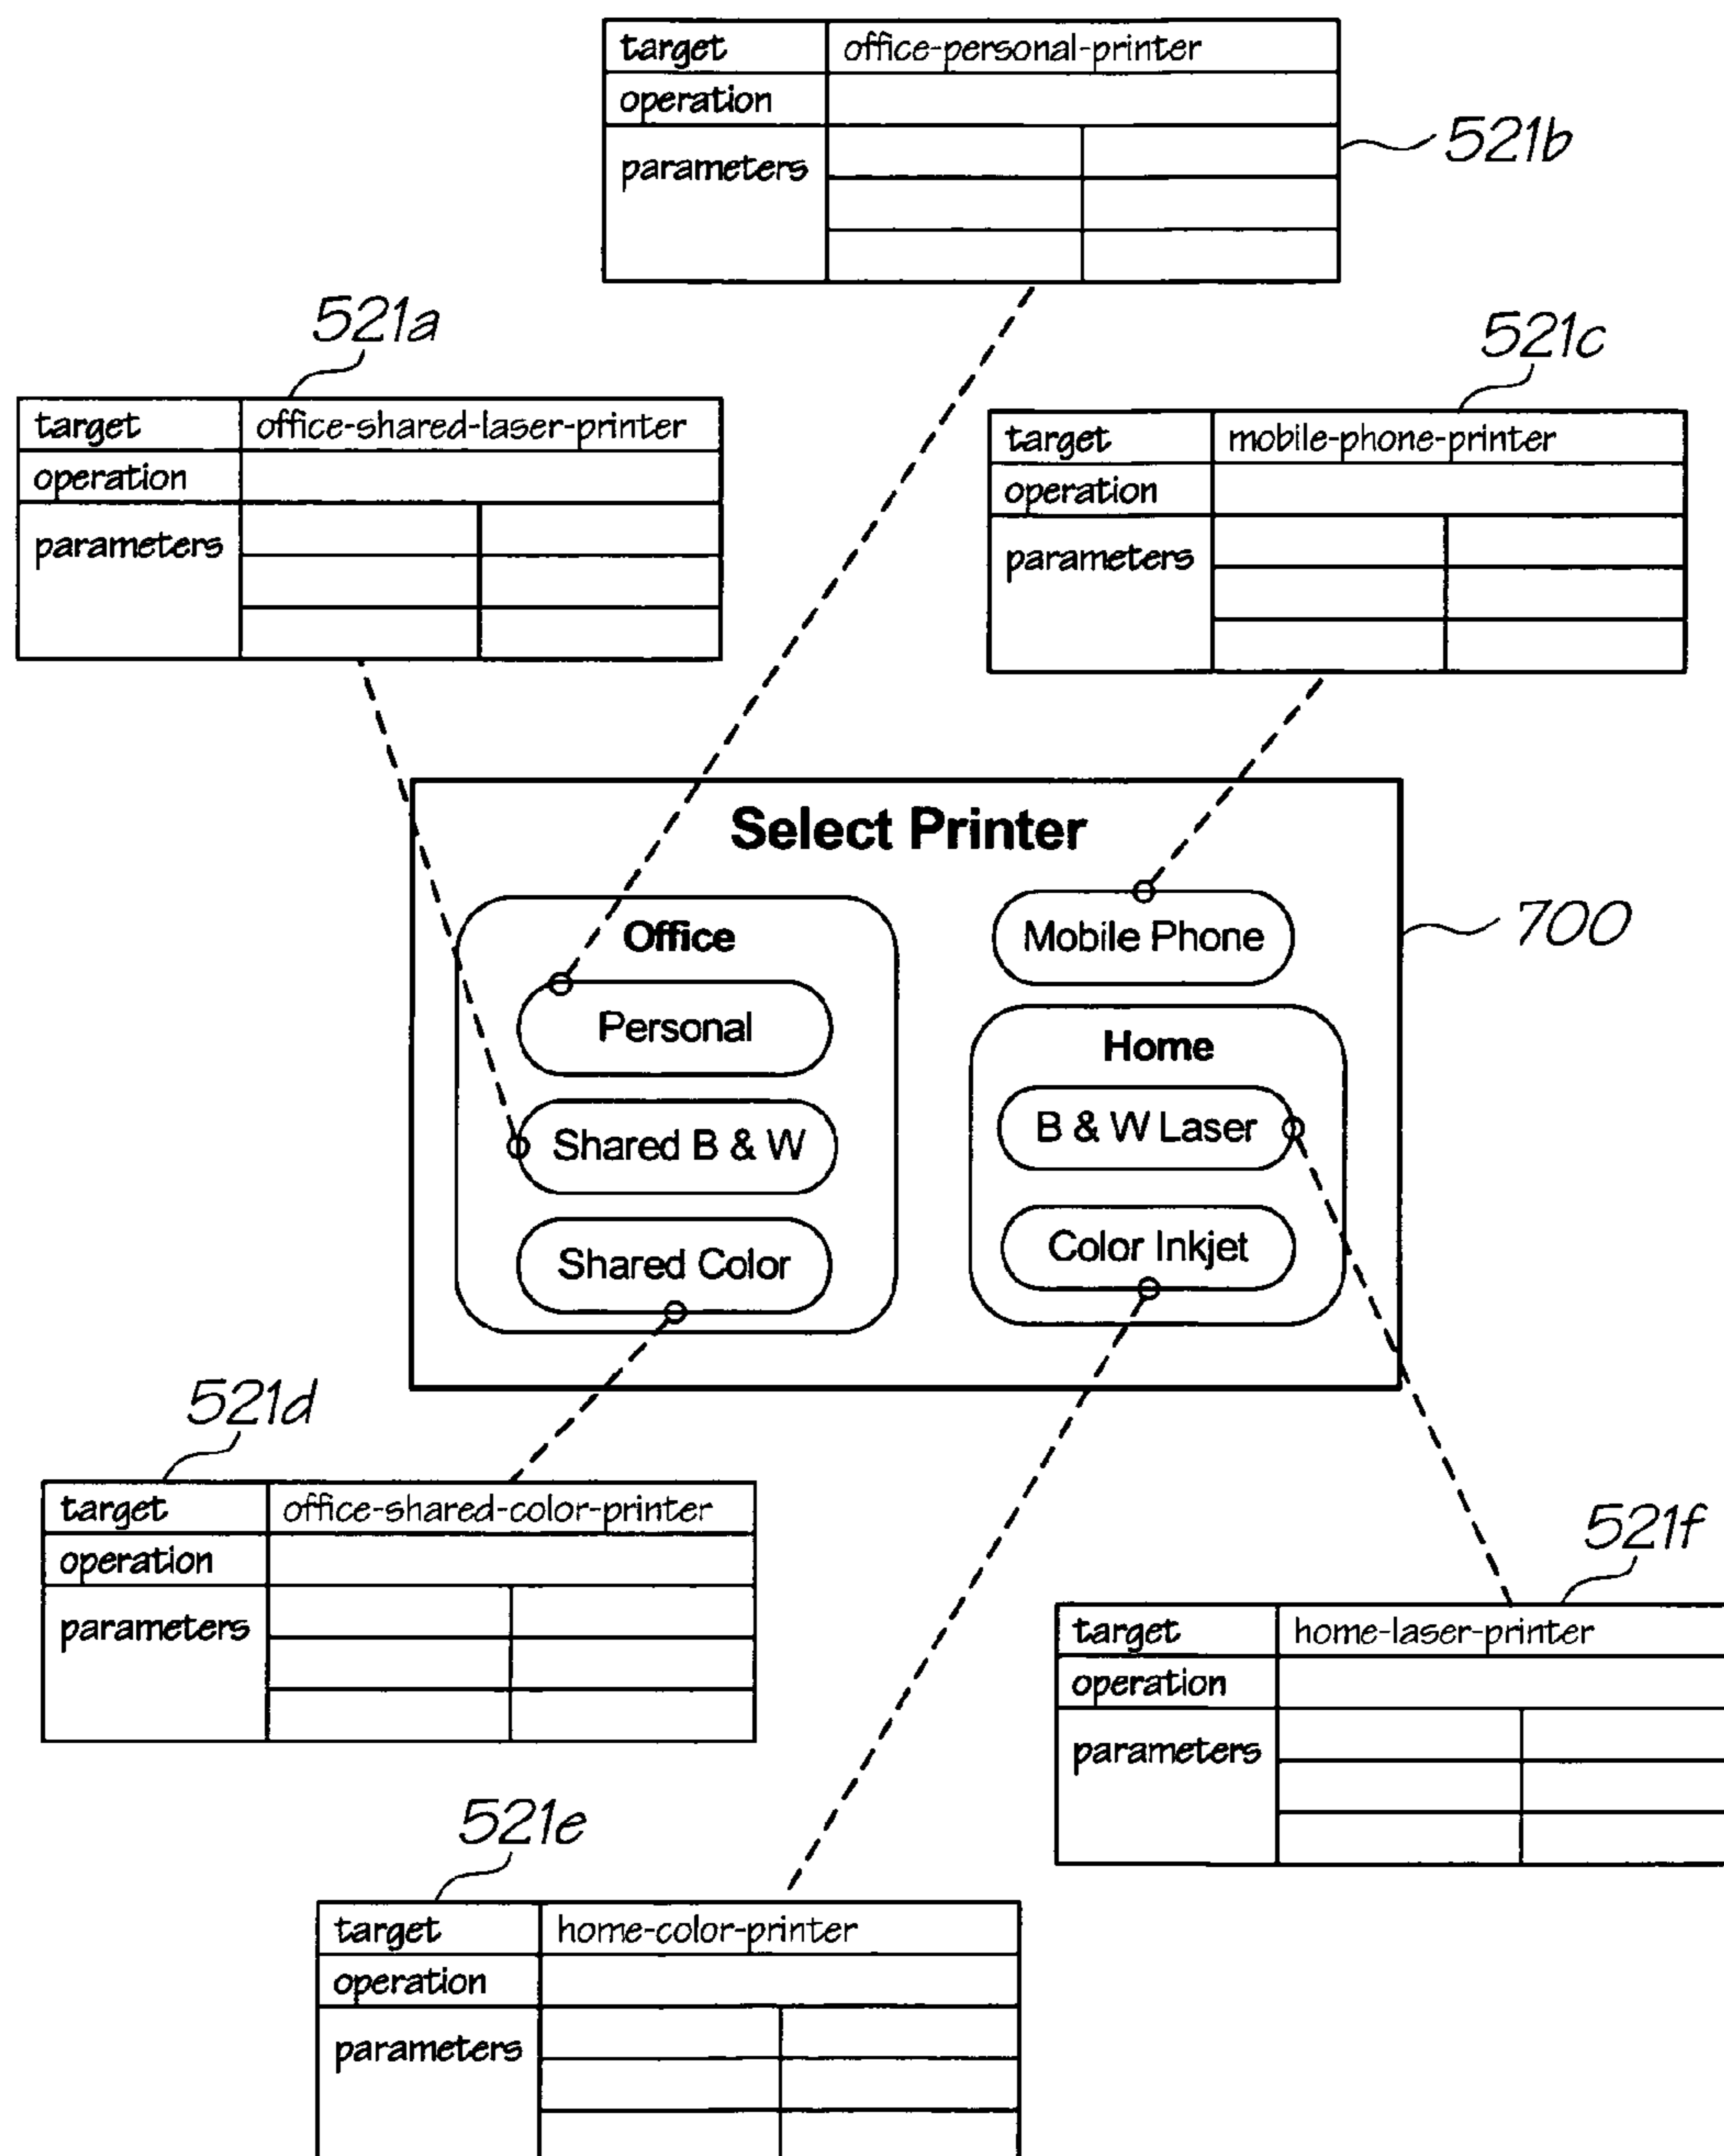 target office-personal-printer
operation
parameters
521b
521a
target office-shared-laser-printer
operation
parameters
521c
target mobile-phone-printer
operation
parameters
Select Printer
700
Office
Personal
Shared B & W
Shared Color
Mobile Phone
Home
B & W Laser
Color Inkjet
521d
target office-shared-color-printer
operation
parameters
521f
target home-laser-printer
operation
parameters
521e
target home-color-printer
operation
parameters